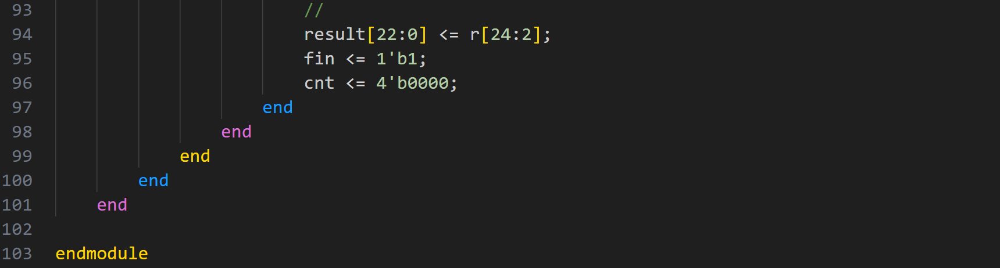 93 //
94 result[22:0] <= r[24:2];
95 fin <= 1'b1;
96 cnt <= 4'b0000;
97 end
98 end
99 end
100 end
101 end
102
103 endmodule